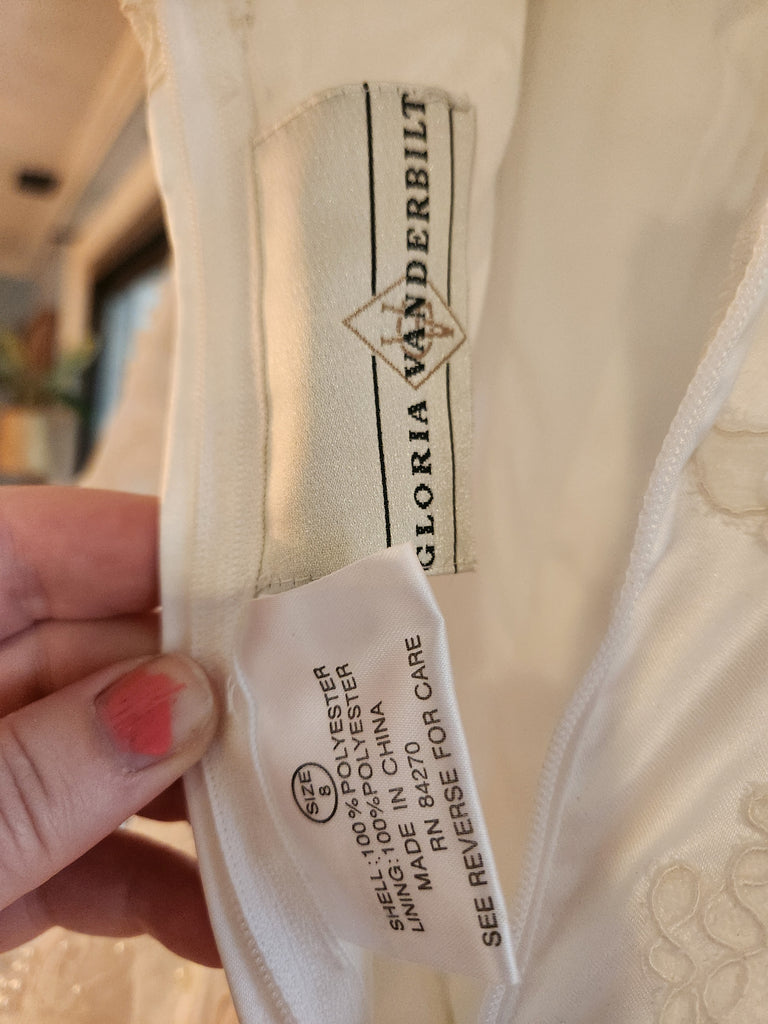 GLORIA VANDERBILT
GV
SIZE
8
SHELL:100%POLYESTER
LINING:100%POLYESTER
MADE IN CHINA
RN 84270
SEE REVERSE FOR CARE